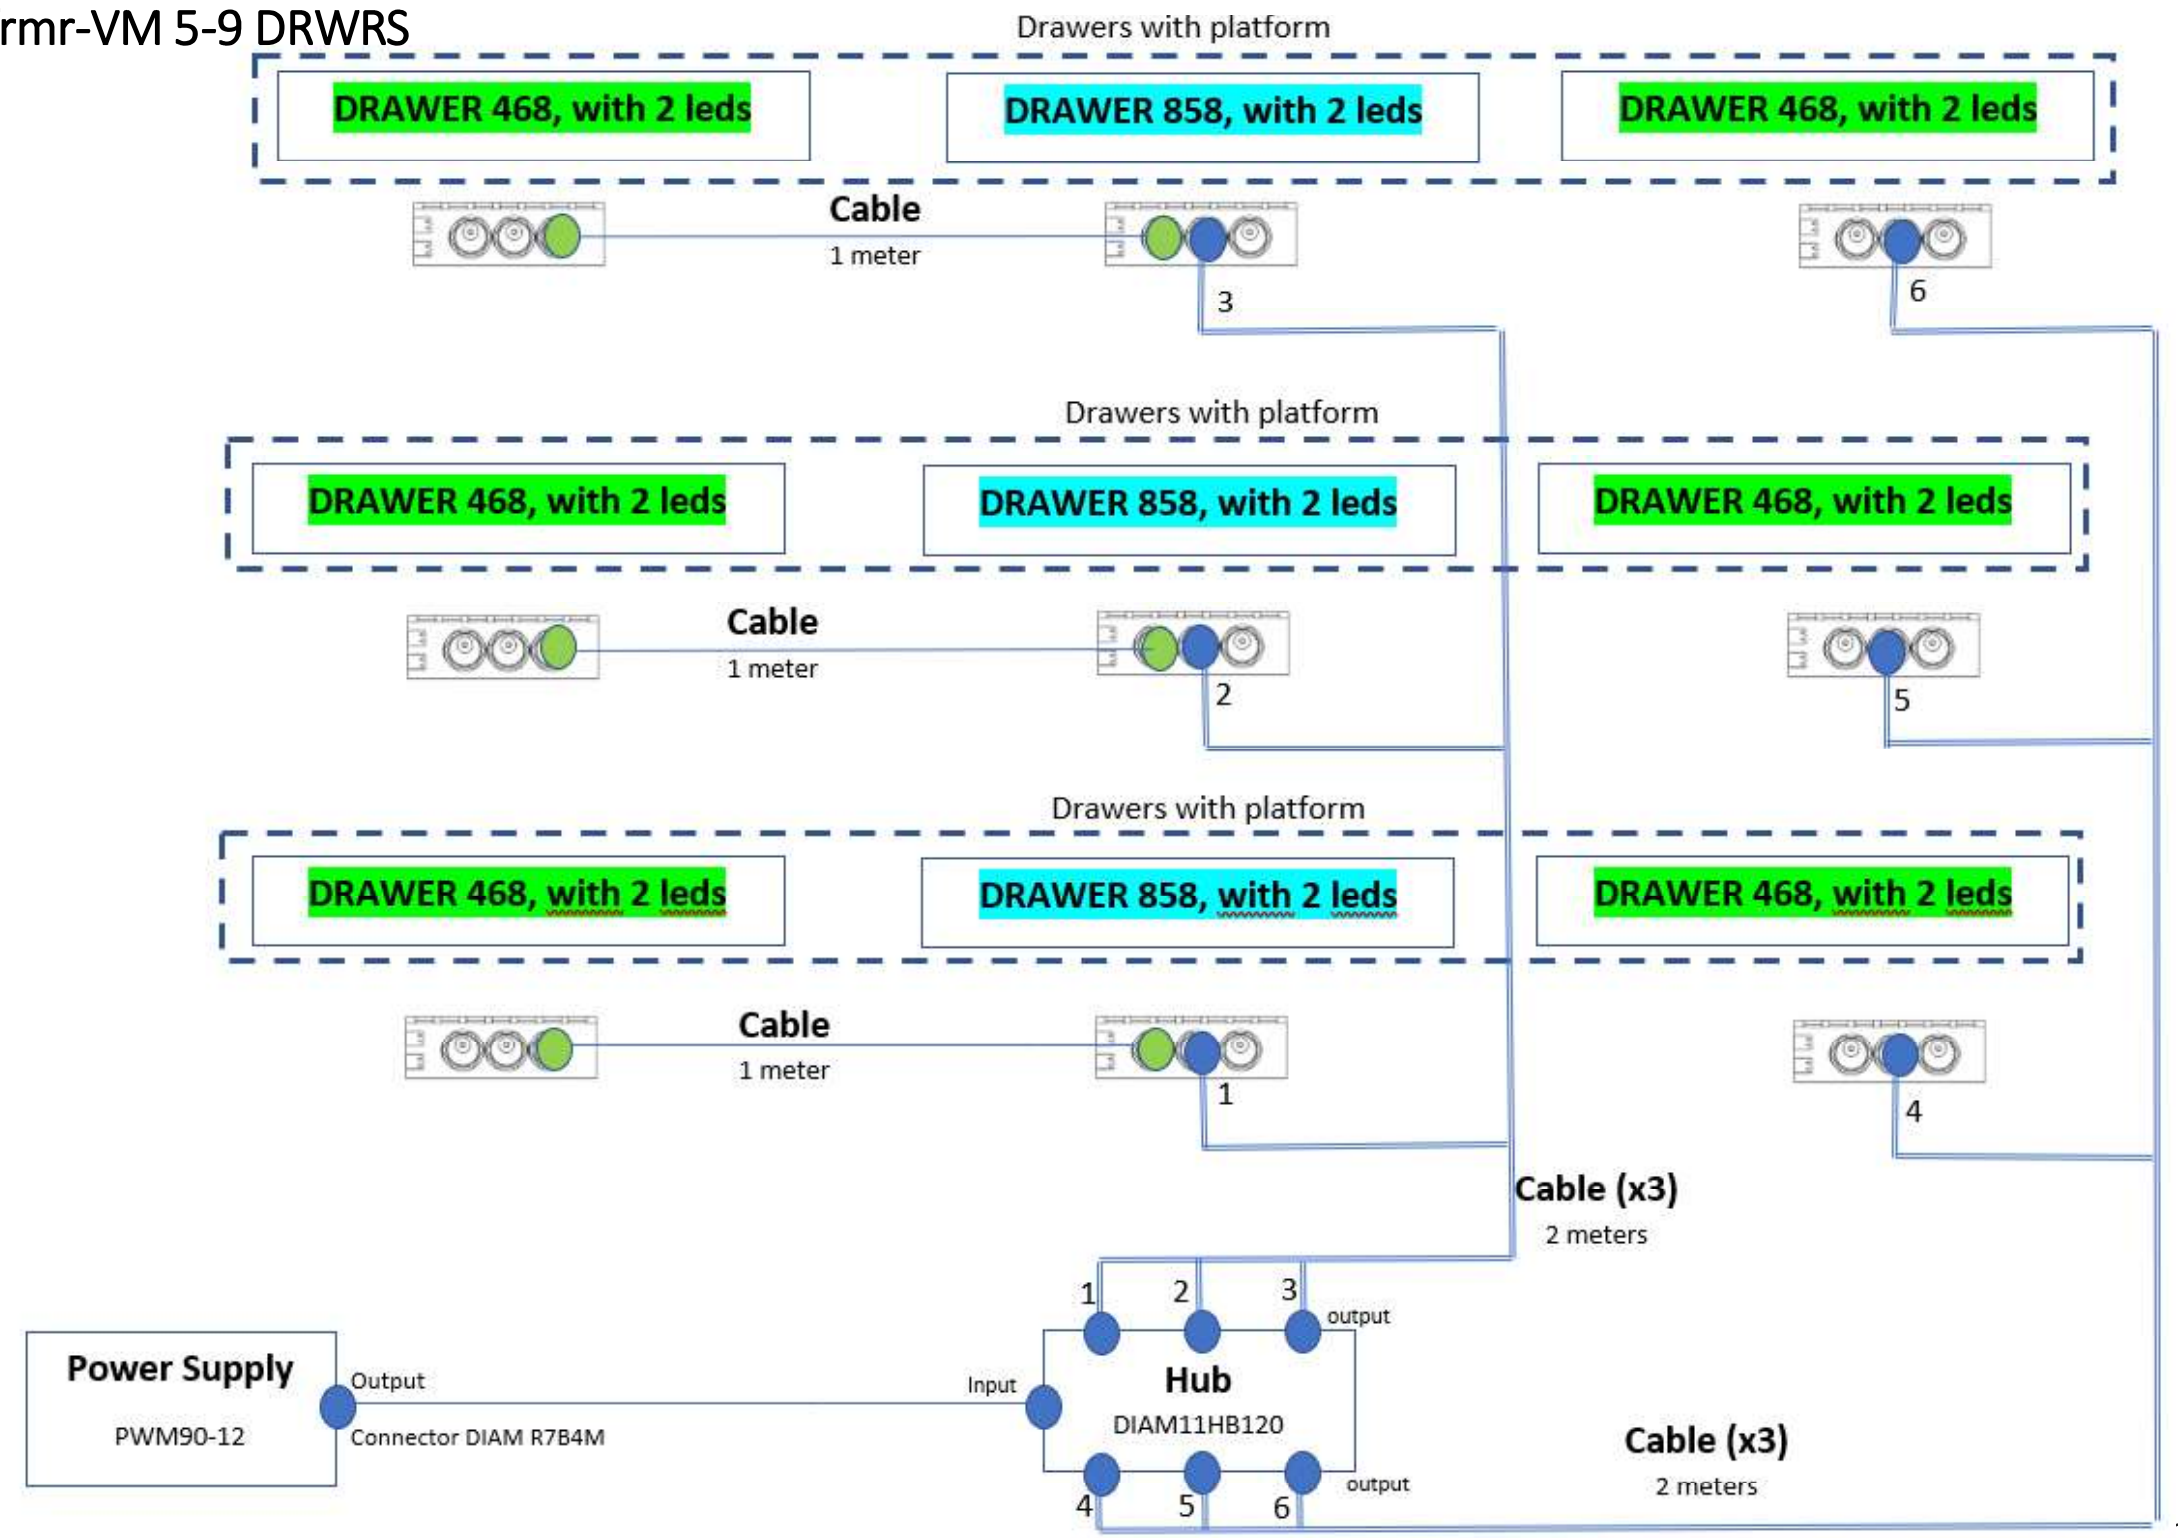 rmr-VM 5-9 DRWRS
Drawers with platform
DRAWER 468, with 2 leds
DRAWER 858, with 2 leds
DRAWER 468, with 2 leds
Cable
1 meter
3
6
Drawers with platform
DRAWER 468, with 2 leds
DRAWER 858, with 2 leds
DRAWER 468, with 2 leds
Cable
1 meter
2
5
Drawers with platform
DRAWER 468, with 2 leds
DRAWER 858, with 2 leds
DRAWER 468, with 2 leds
Cable
1 meter
1
4
Cable (x3)
2 meters
1
2
3
output
Power Supply
PWM90-12
Output
Connector DIAM R7B4M
Input
Hub
DIAM11HB120
output
4
5
6
Cable (x3)
2 meters